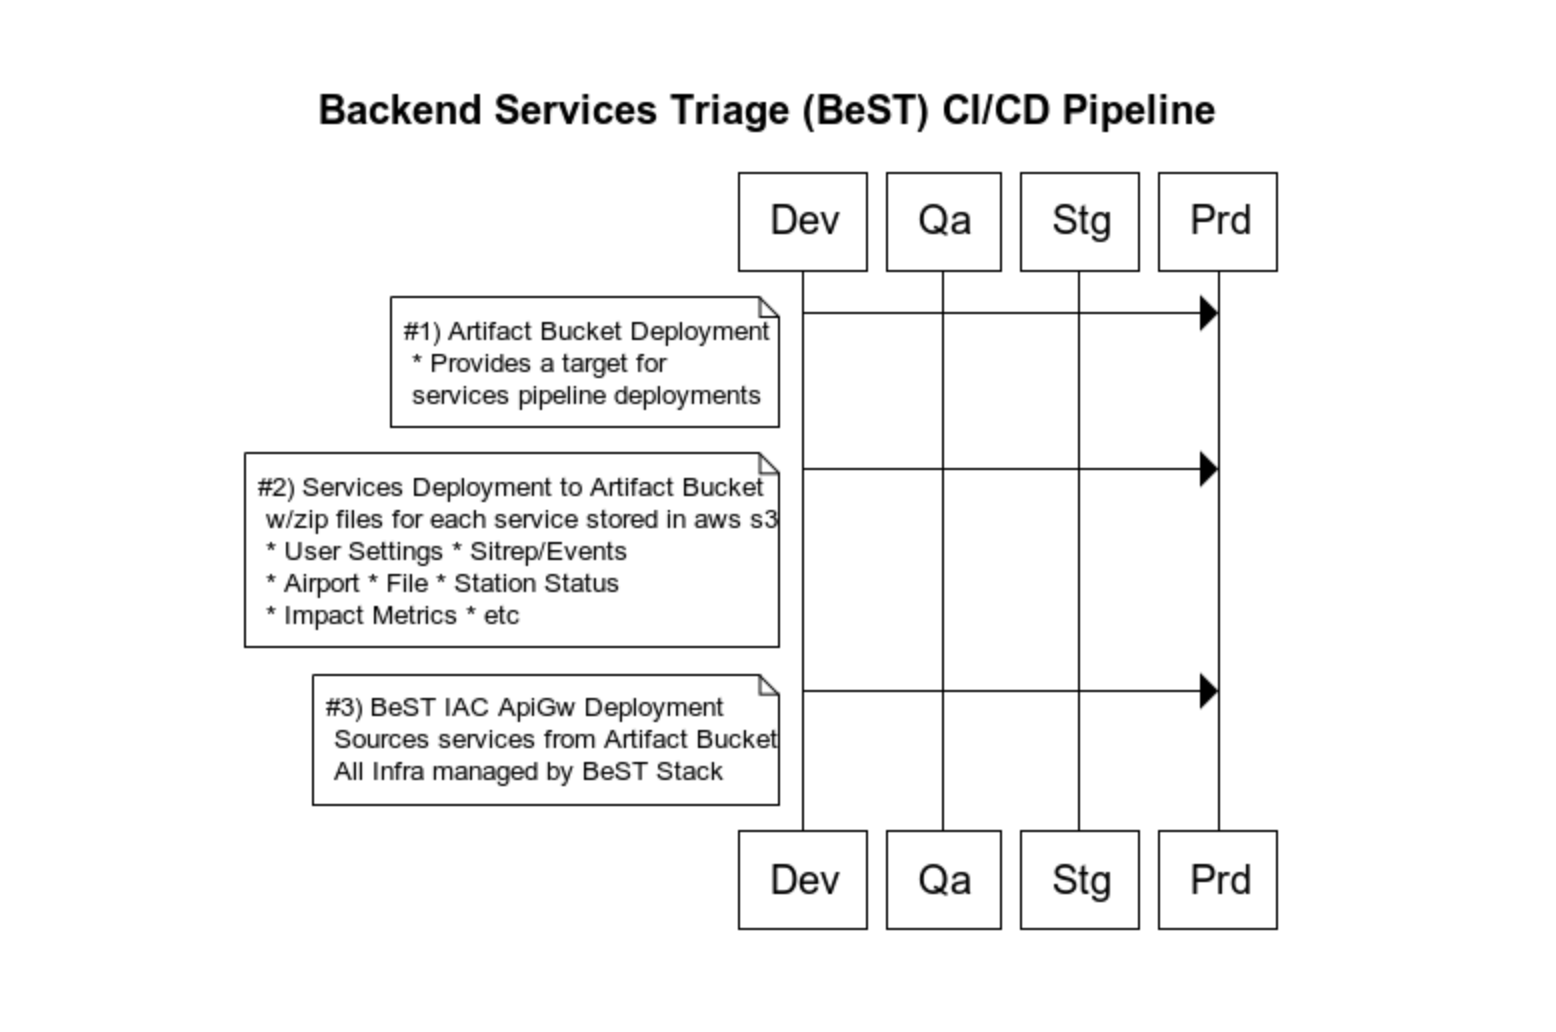 Backend Services Triage (BeST) CI/CD Pipeline
Dev Qa Stg Prd
#1) Artifact Bucket Deployment
* Provides a target for
services pipeline deployments
#2) Services Deployment to Artifact Bucket
w/zip files for each service stored in aws s3
* User Settings * Sitrep/Events
* Airport * File * Station Status
* Impact Metrics * etc
#3) BeST IAC ApiGw Deployment
Sources services from Artifact Bucket
All Infra managed by BeST Stack
Dev Qa Stg Prd